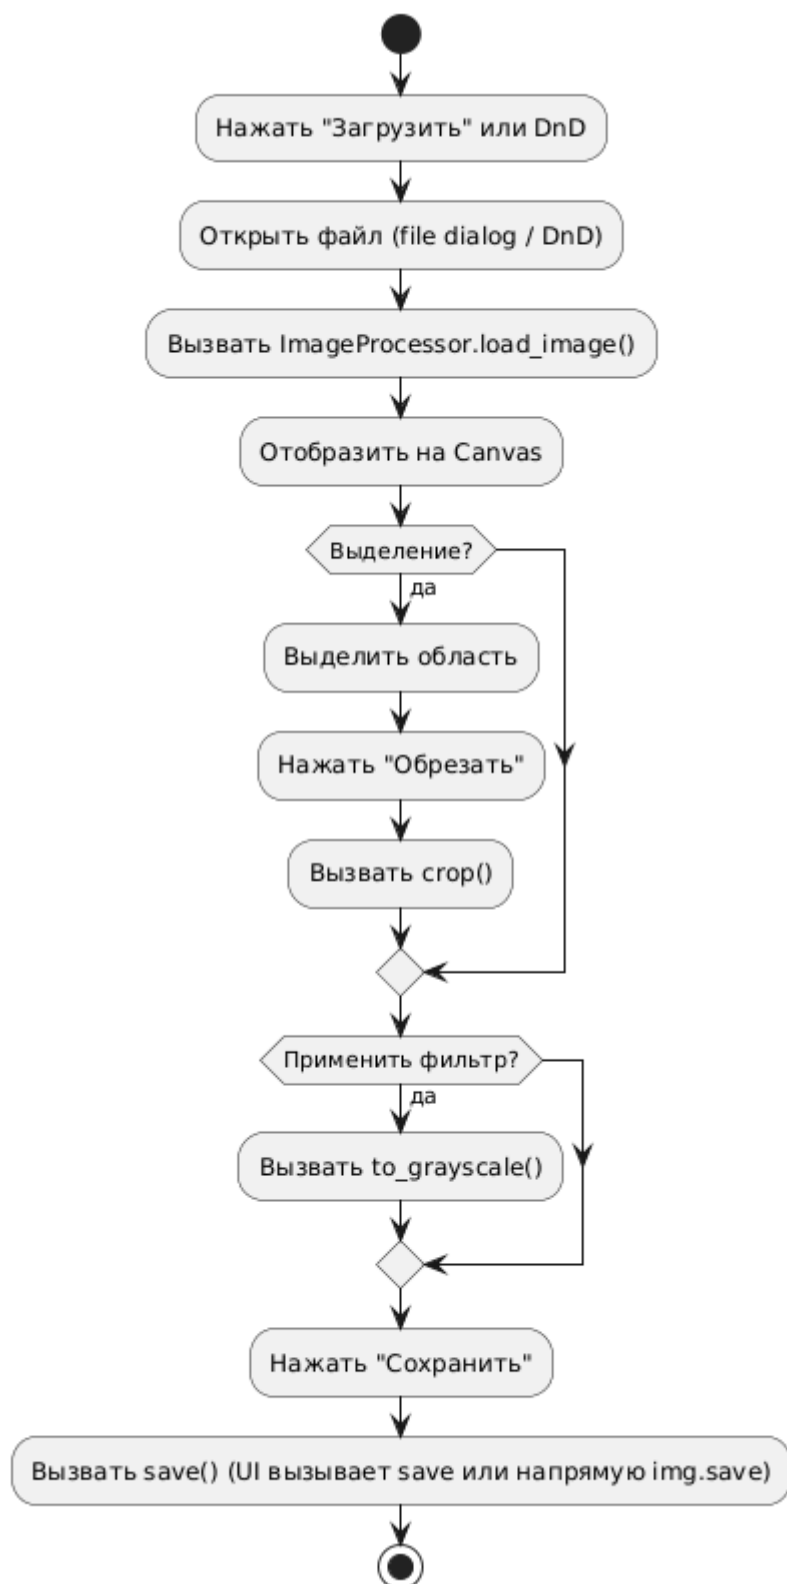 Нажать "Загрузить" или DnD
Открыть файл (file dialog / DnD)
Вызвать ImageProcessor.load_image()
Отобразить на Canvas
Выделение?
да
Выделить область
Нажать "Обрезать"
Вызвать crop()
Применить фильтр?
да
Вызвать to_grayscale()
Нажать "Сохранить"
Вызвать save() (UI вызывает save или напрямую img.save)